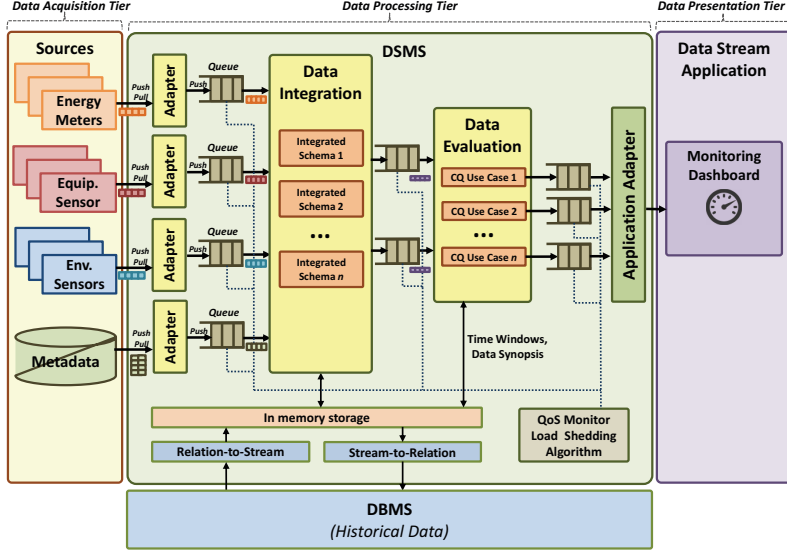 Data Acquisition Tier
Data Processing Tier
Data Presentation Tier
Sources
Energy
Meters
Equip.
Sensor
Env.
Sensors
Metadata
Push
Pull
Push
Pull
Push
Pull
Push
Pull
DSMS
Adapter
Adapter
Adapter
Adapter
Push
Queue
Push
Queue
Push
Queue
Push
Queue
Data
Integration
Integrated
Schema 1
Integrated
Schema 2
•••
Integrated
Schema n
Data
Evaluation
CQ Use Case 1
CQ Use Case 2
•••
CQ Use Case n
Time Windows,
Data Synopsis
Application Adapter
Data Stream
Application
Monitoring
Dashboard
In memory storage
Relation-to-Stream
Stream-to-Relation
QoS Monitor
Load Shedding
Algorithm
DBMS
(Historical Data)